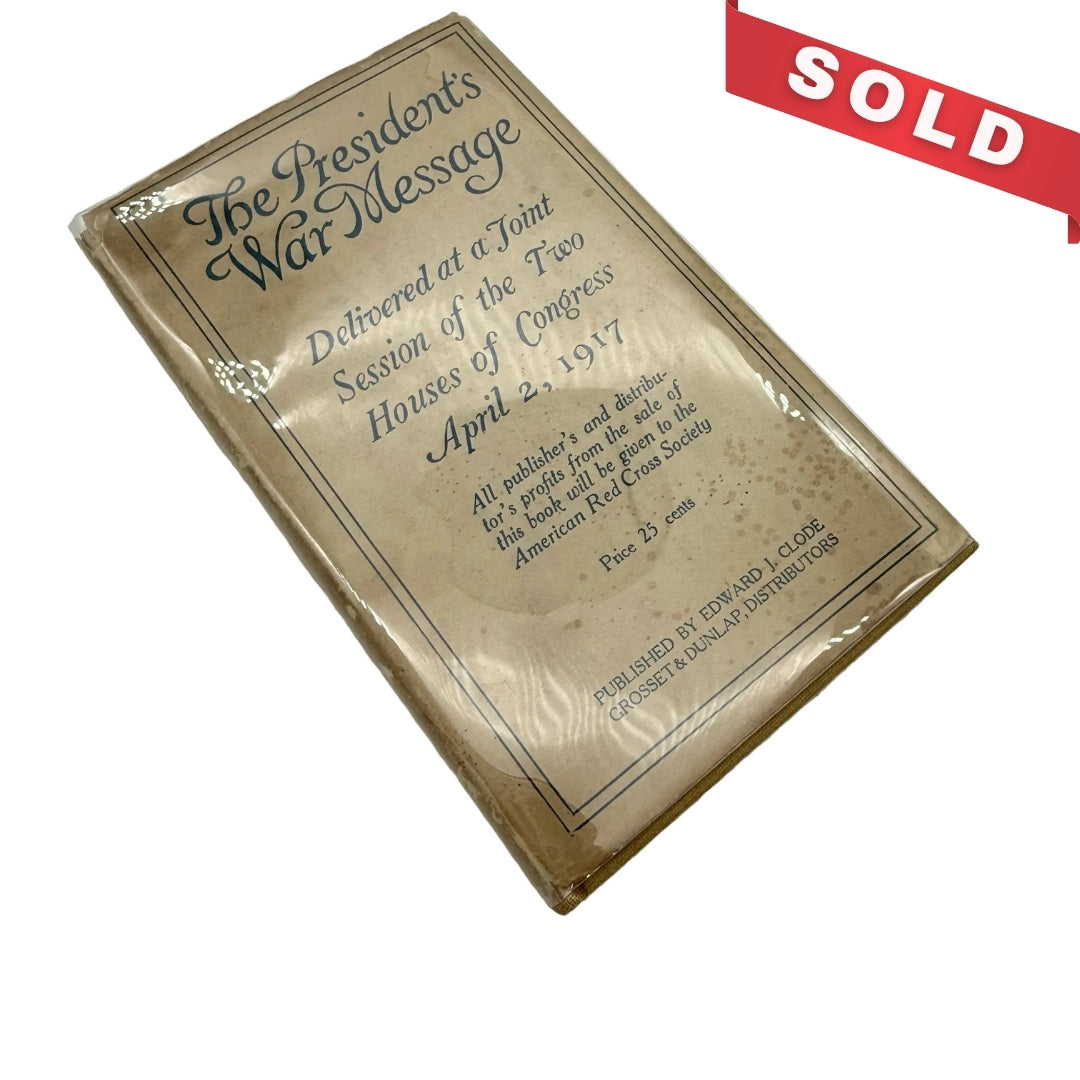 SOLD
The President's
War Message
Delivered at a Joint
Session of the Two
Houses of Congress
April 2, 1917
All publisher's and distribu-
tor's profits from the sale of
this book will be given to the
American Red Cross Society
Price 25 cents
PUBLISHED BY EDWARD J. CLODE
GROSSET & DUNLAP, DISTRIBUTORS